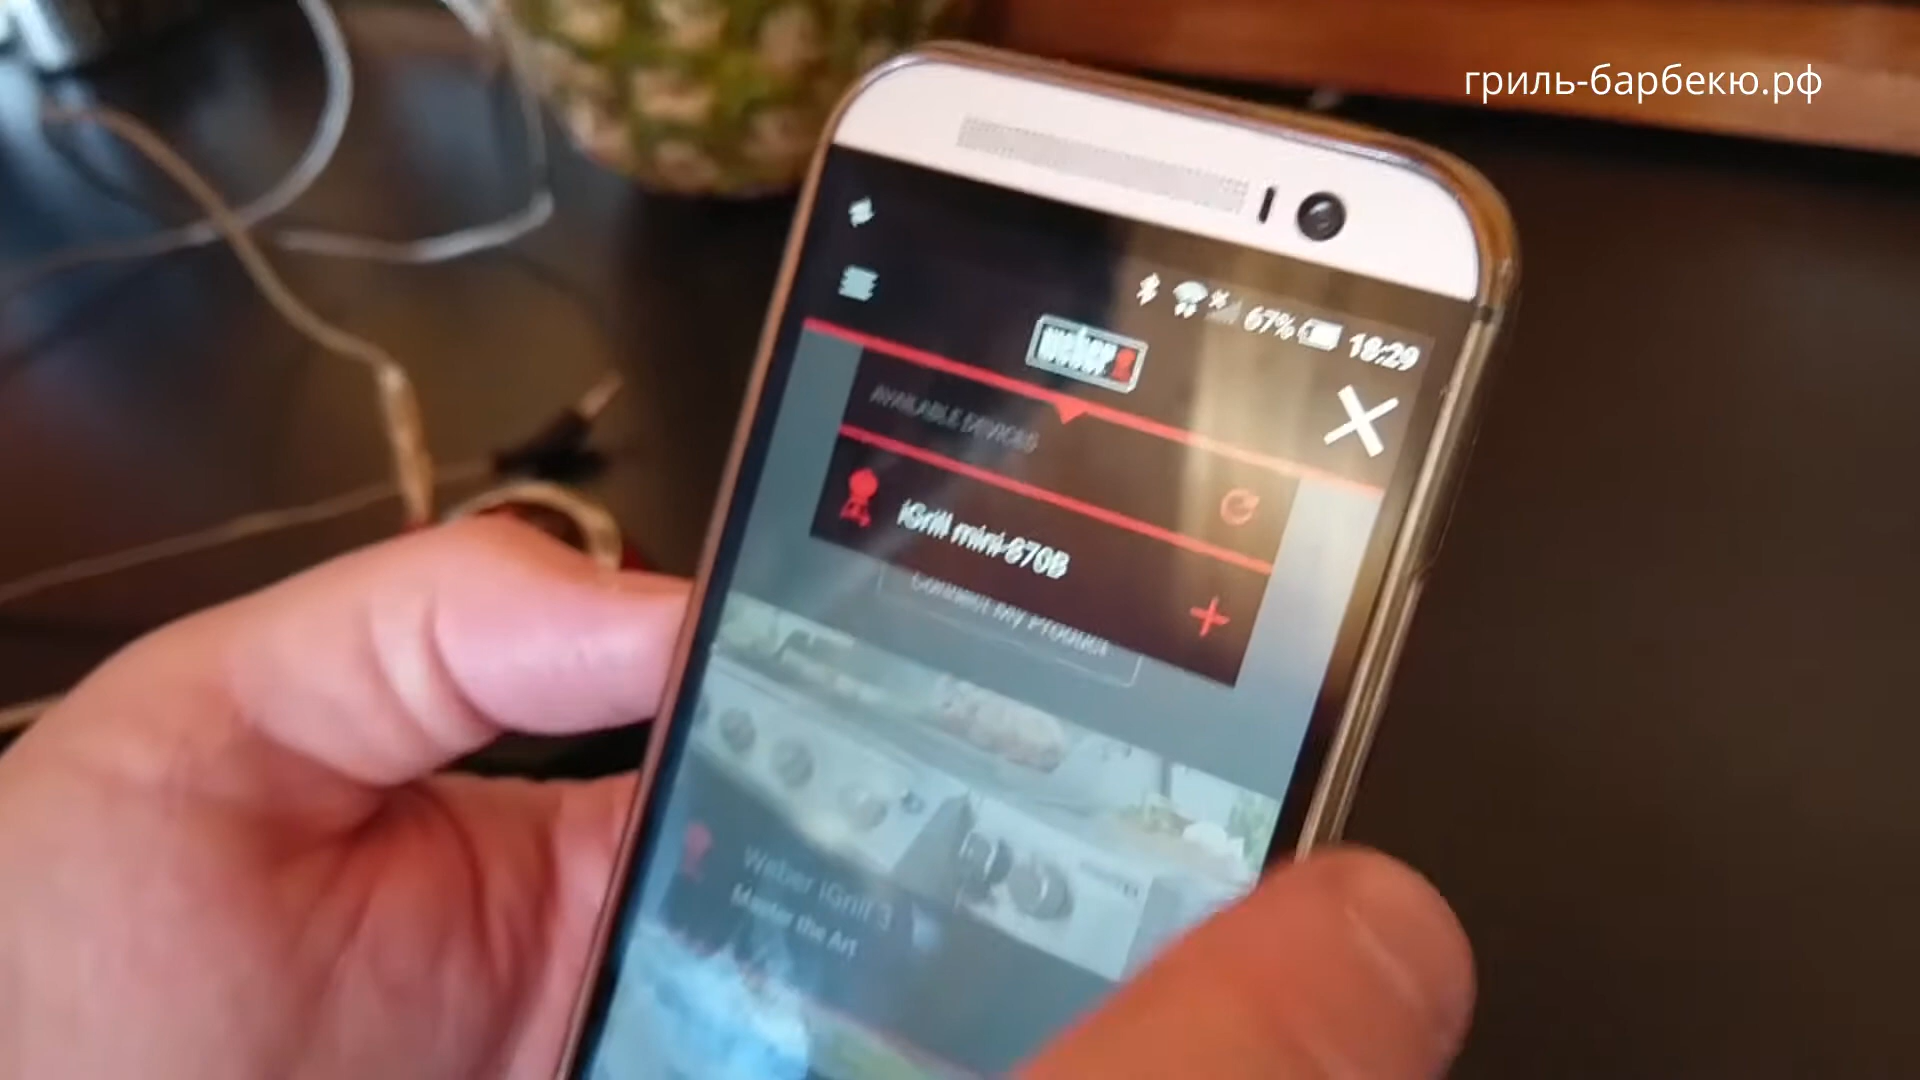 гриль-барбекю.рф
67% 18:29
weber
AVAILABLE DEVICES
iGrill mini-870B
Connect My Product
Weber iGrill 3
Master the Art